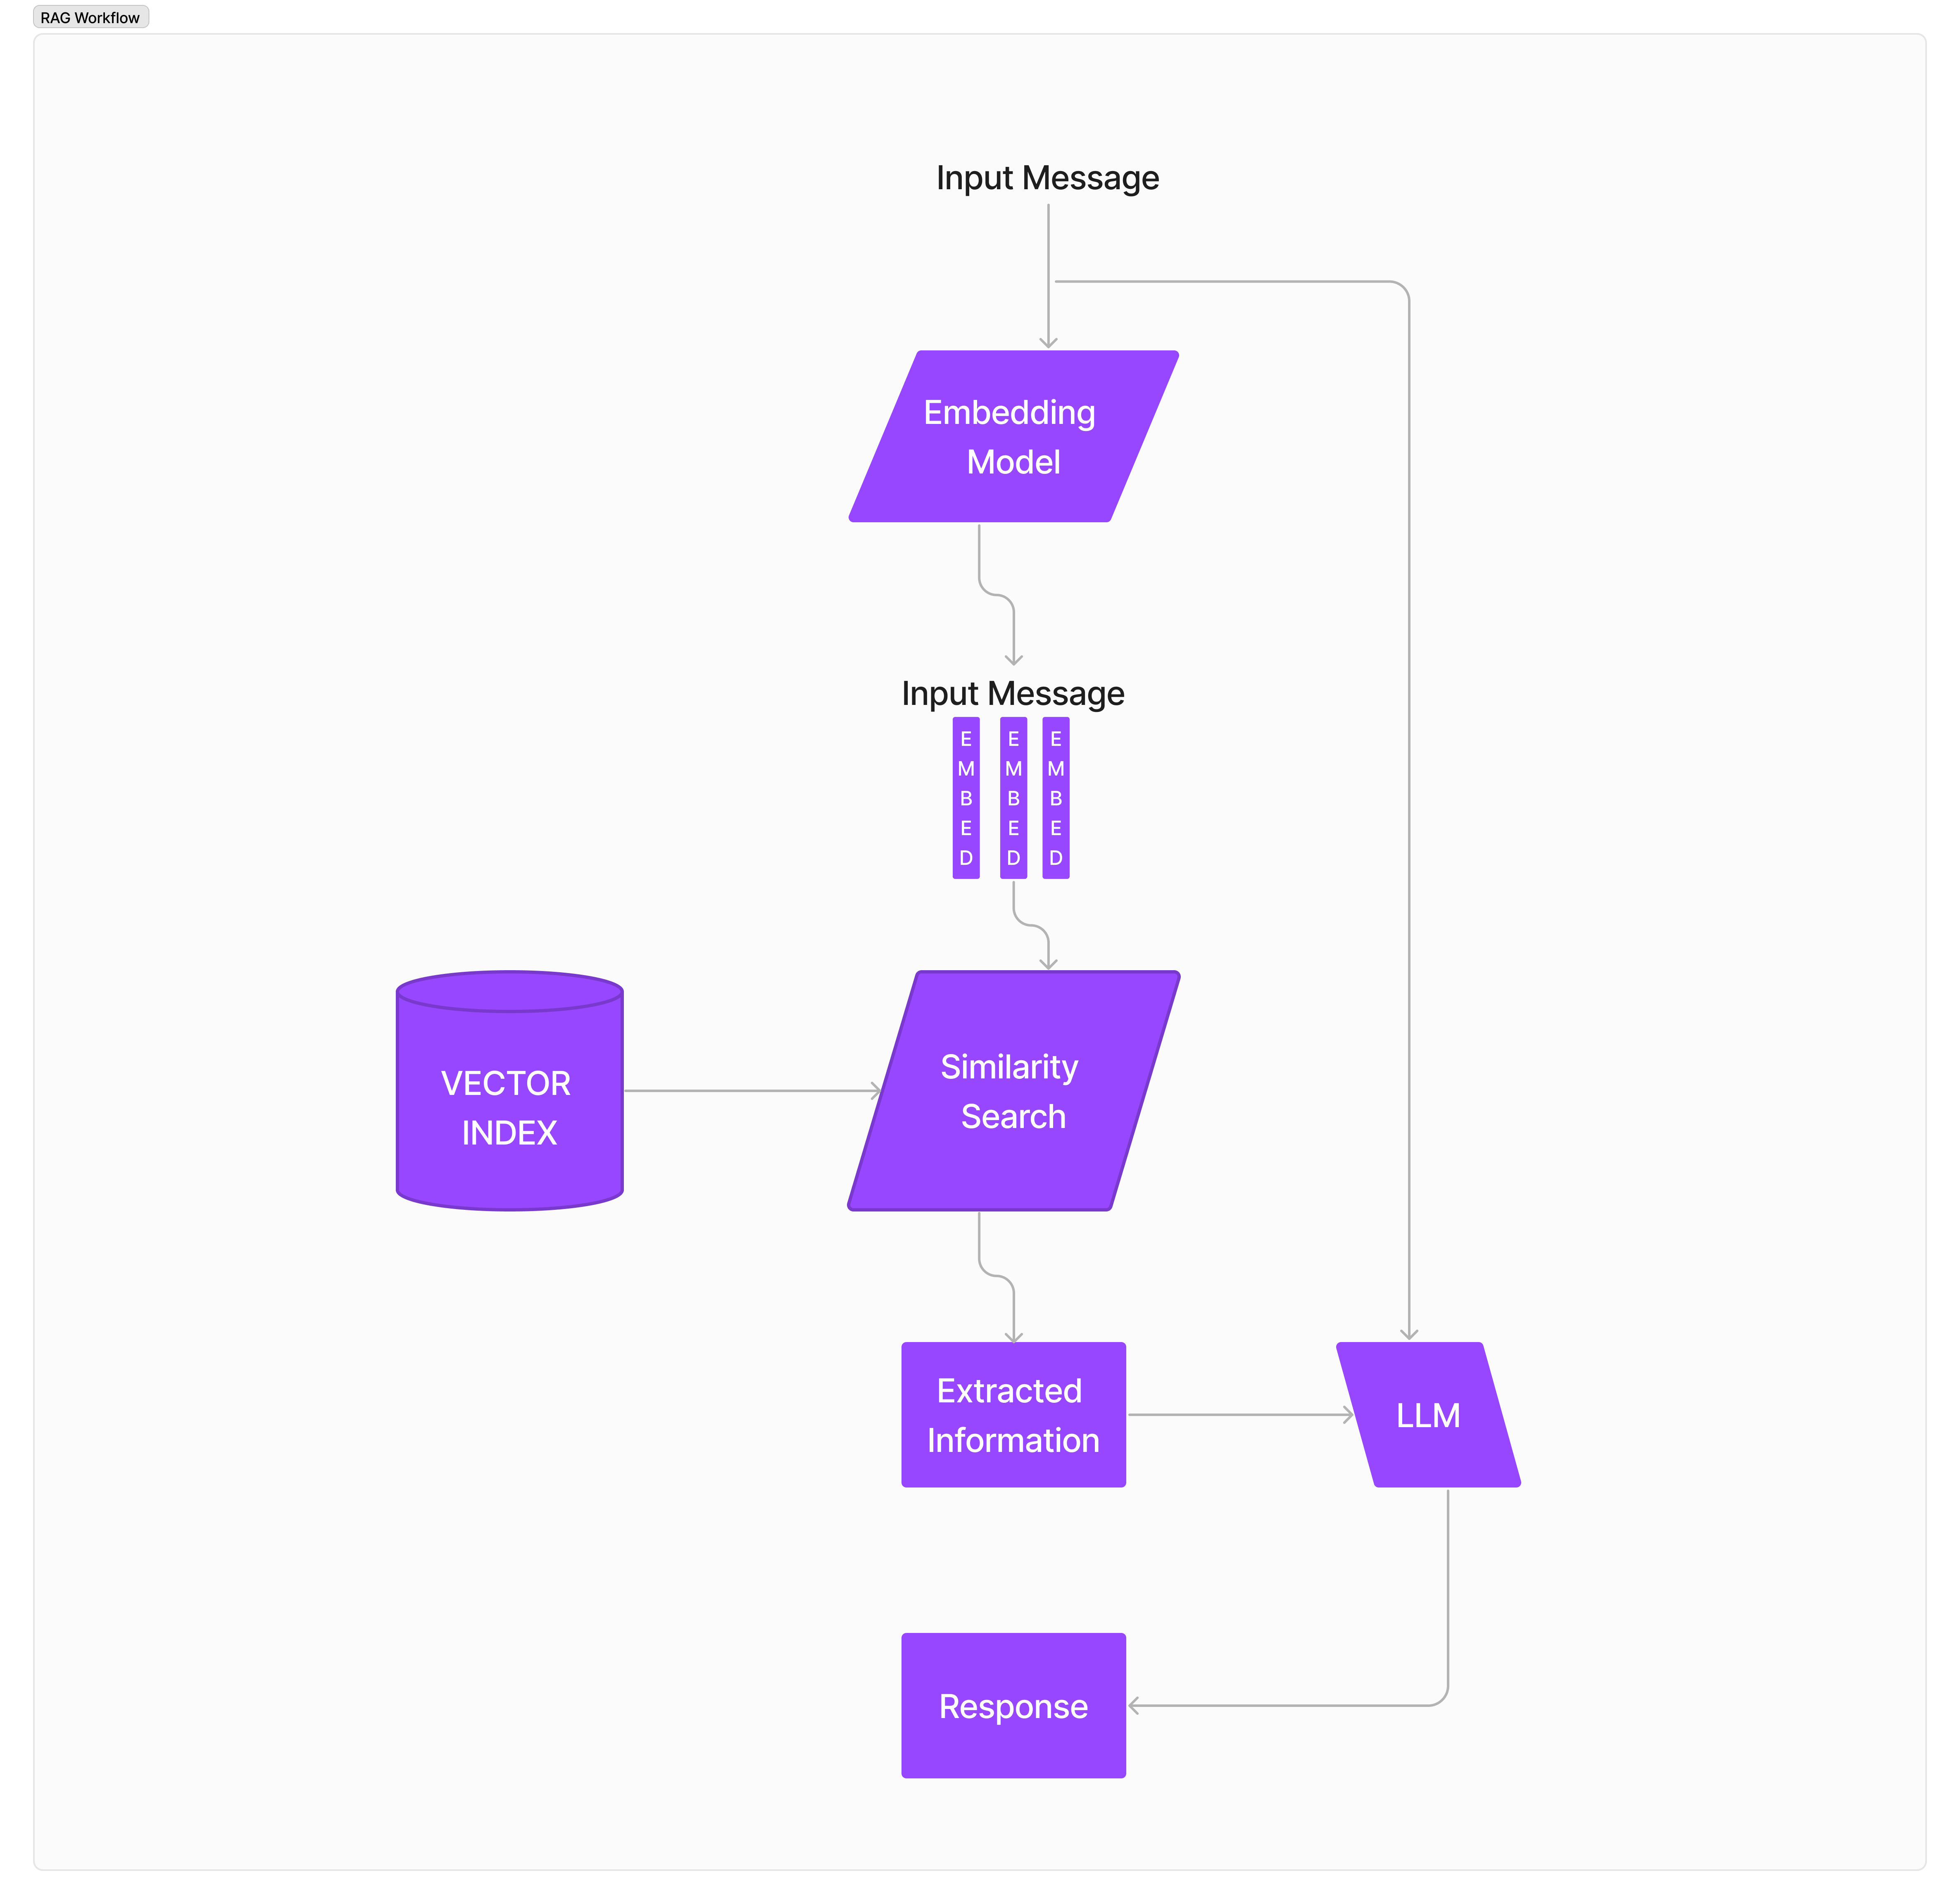 RAG Workflow
Input Message
Embedding
Model
Input Message
E E E
M M M
B B B
E E E
D D D
VECTOR
INDEX
Similarity
Search
Extracted
Information
LLM
Response